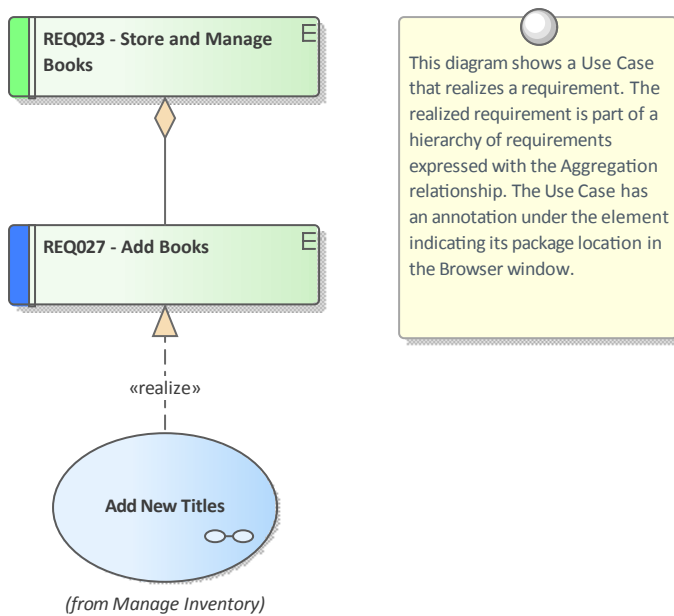 REQ023 - Store and Manage
Books
E
This diagram shows a Use Case
that realizes a requirement. The
realized requirement is part of a
hierarchy of requirements
expressed with the Aggregation
relationship. The Use Case has
an annotation under the element
indicating its package location in
the Browser window.
REQ027 - Add Books
E
«realize»
Add New Titles
(from Manage Inventory)